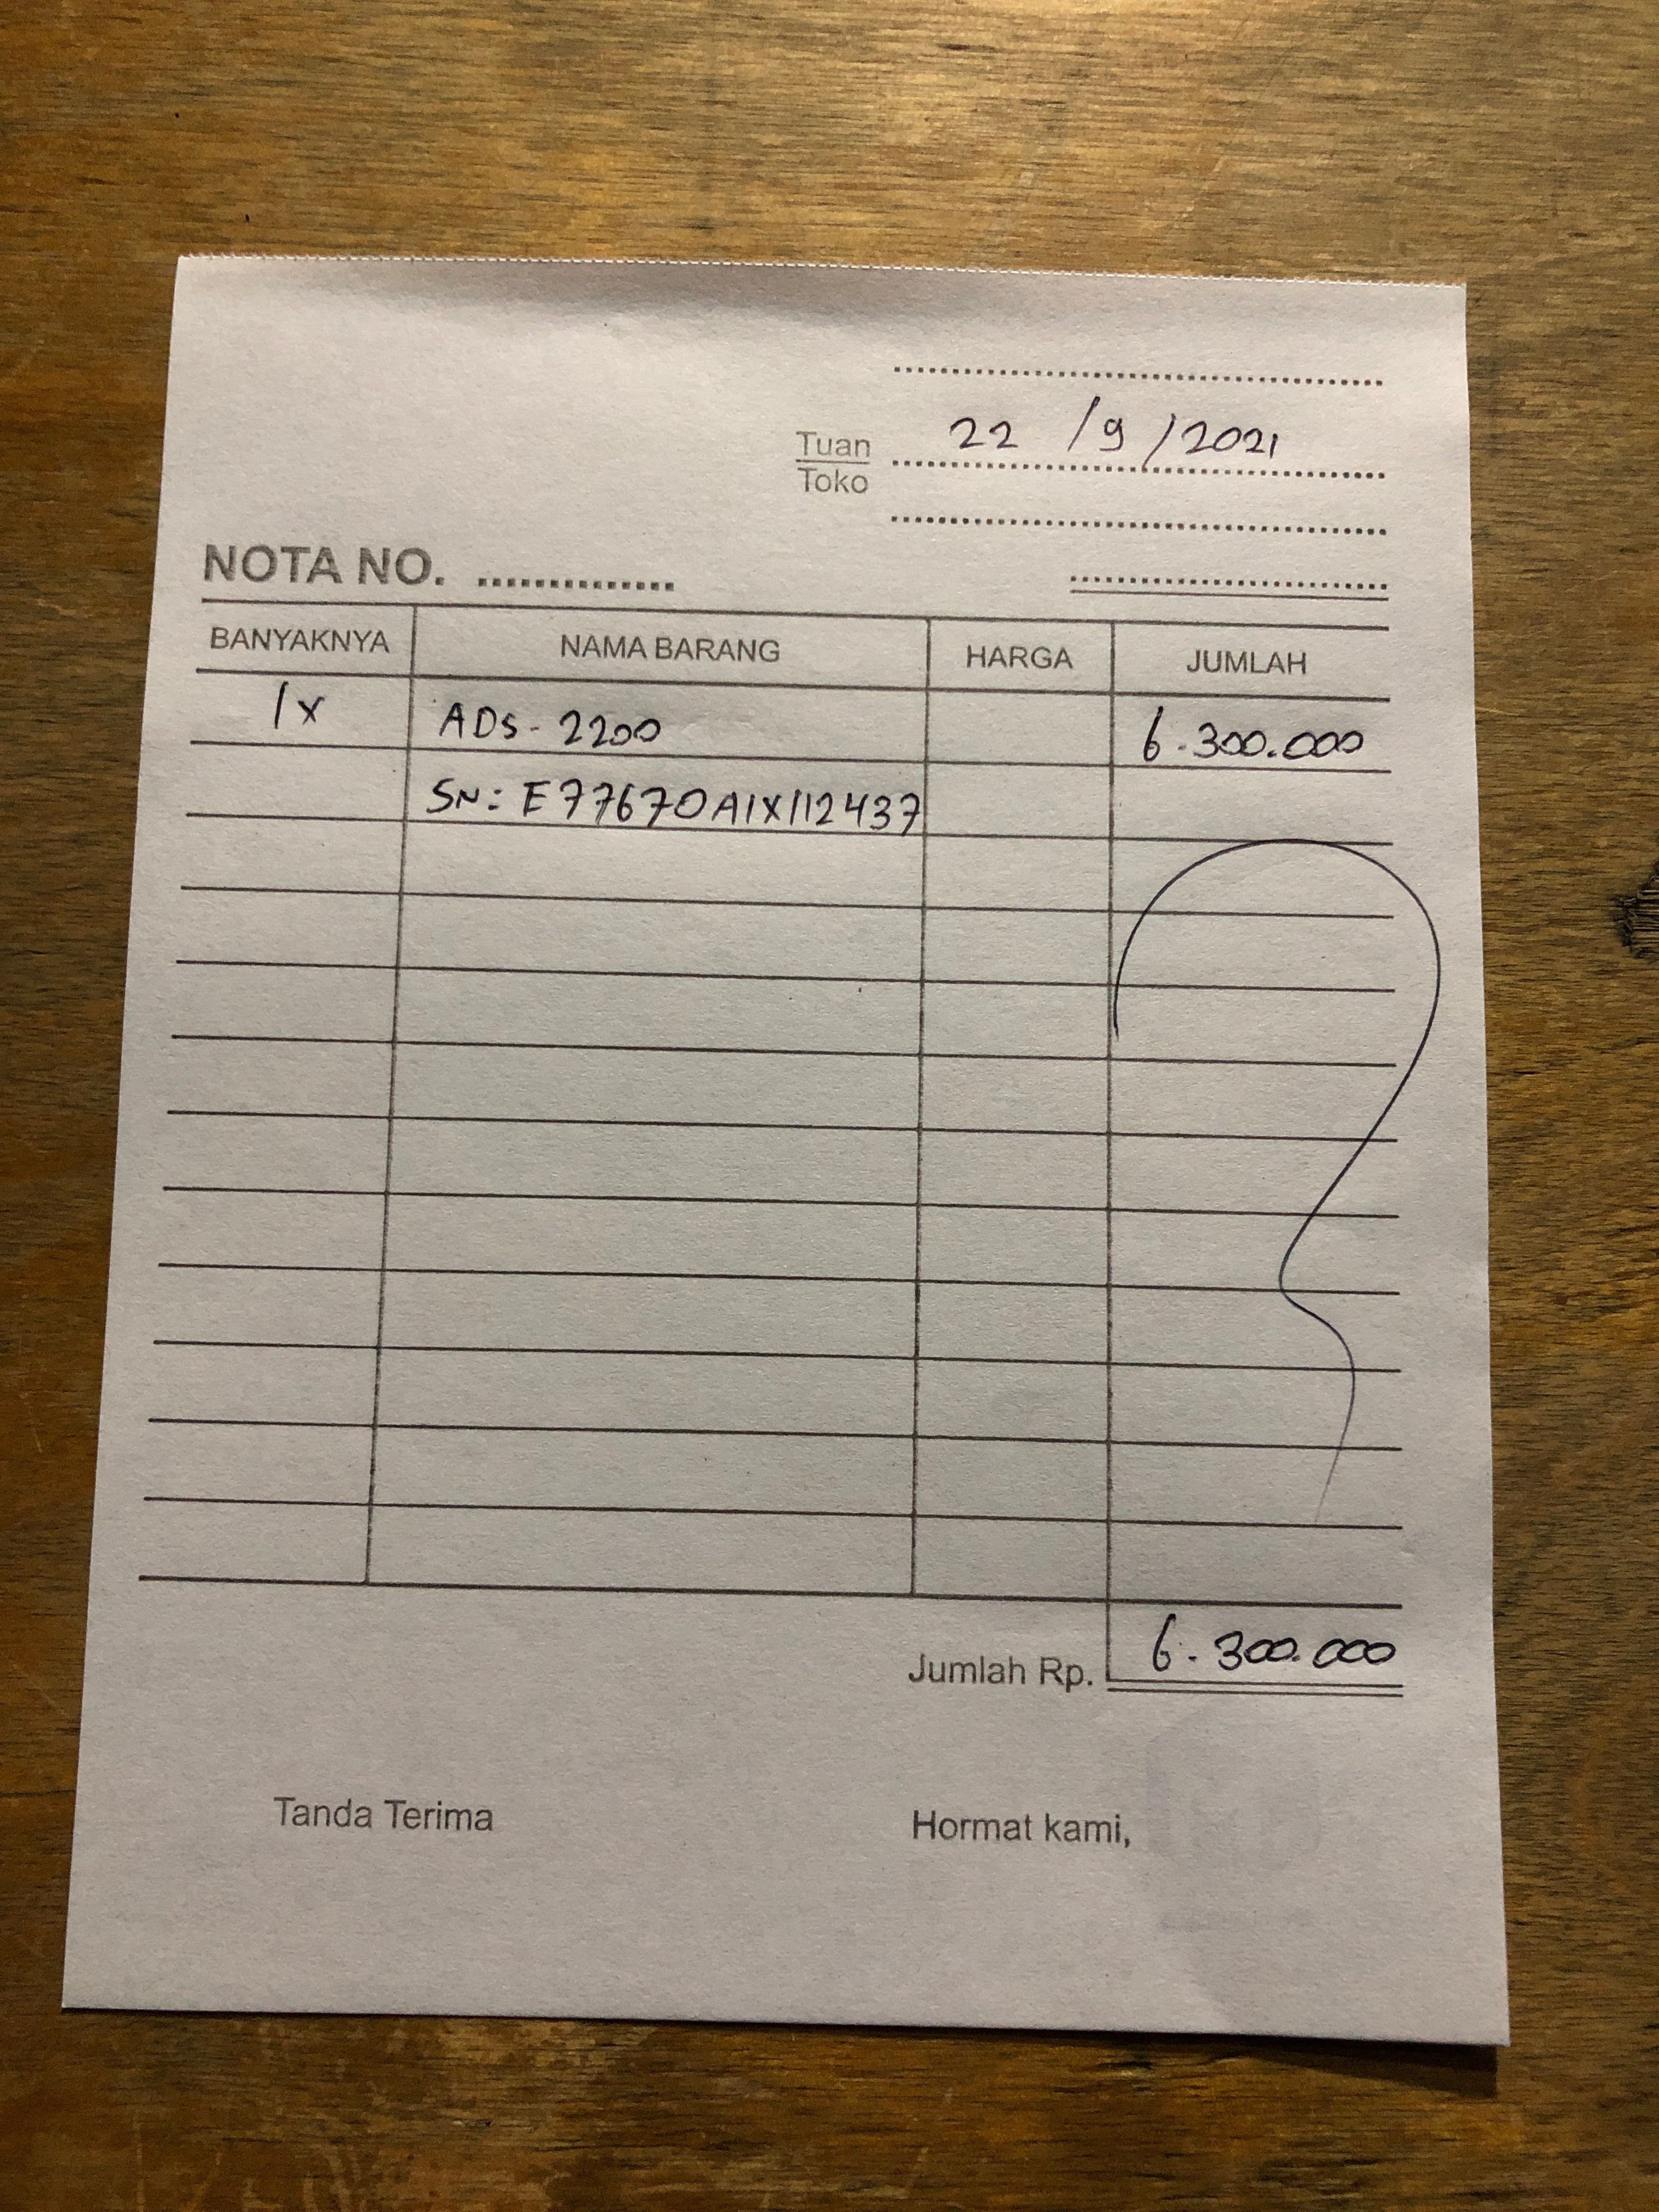 22 /9/2021
Tuan
Toko
NOTA NO.
BANYAKNYA NAMA BARANG HARGA JUMLAH
1x ADS-2200 6.300.000
SN: E77670A1X112437
Jumlah Rp. 6.300.000
Tanda Terima Hormat kami,